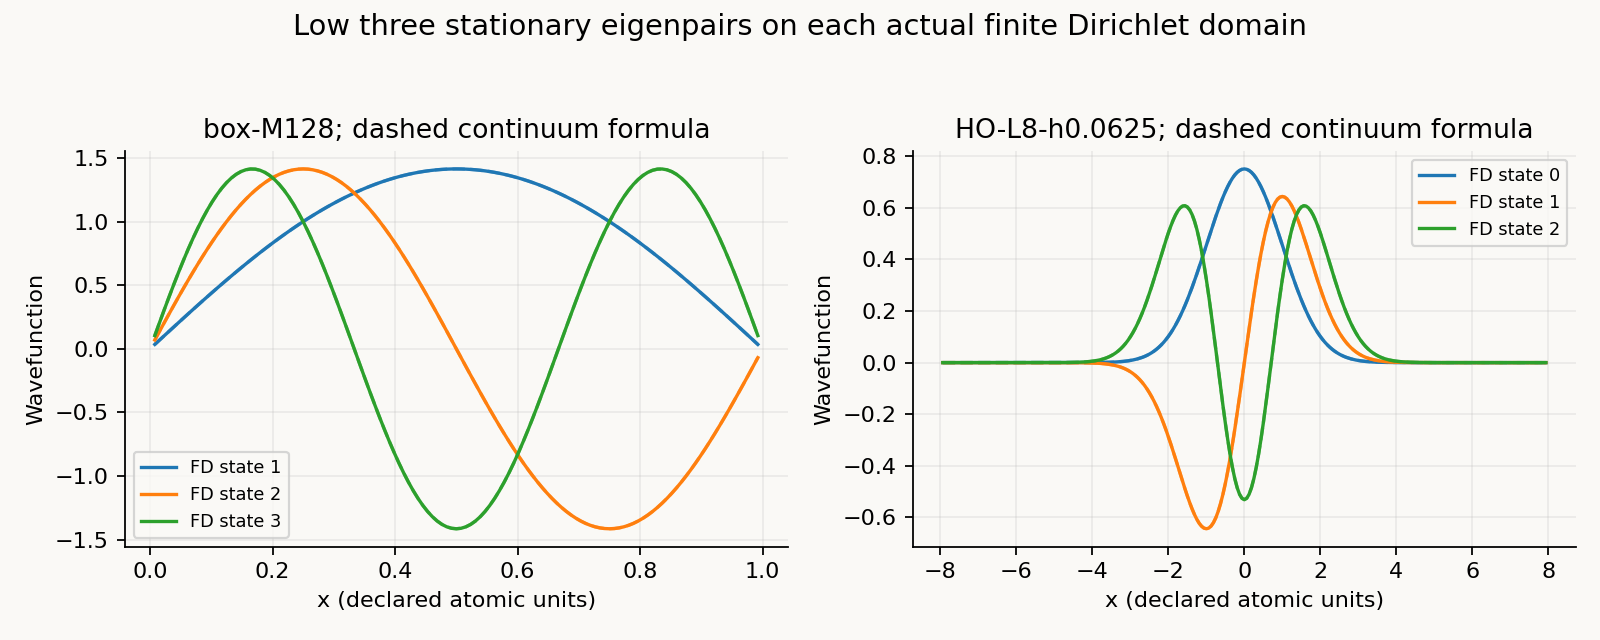 Low three stationary eigenpairs on each actual finite Dirichlet domain
box-M128; dashed continuum formula
Wavefunction
1.5
1.0
0.5
0.0
−0.5
−1.0
−1.5
FD state 1
FD state 2
FD state 3
0.0 0.2 0.4 0.6 0.8 1.0
x (declared atomic units)
HO-L8-h0.0625; dashed continuum formula
Wavefunction
0.8
0.6
0.4
0.2
0.0
−0.2
−0.4
−0.6
FD state 0
FD state 1
FD state 2
−8 −6 −4 −2 0 2 4 6 8
x (declared atomic units)